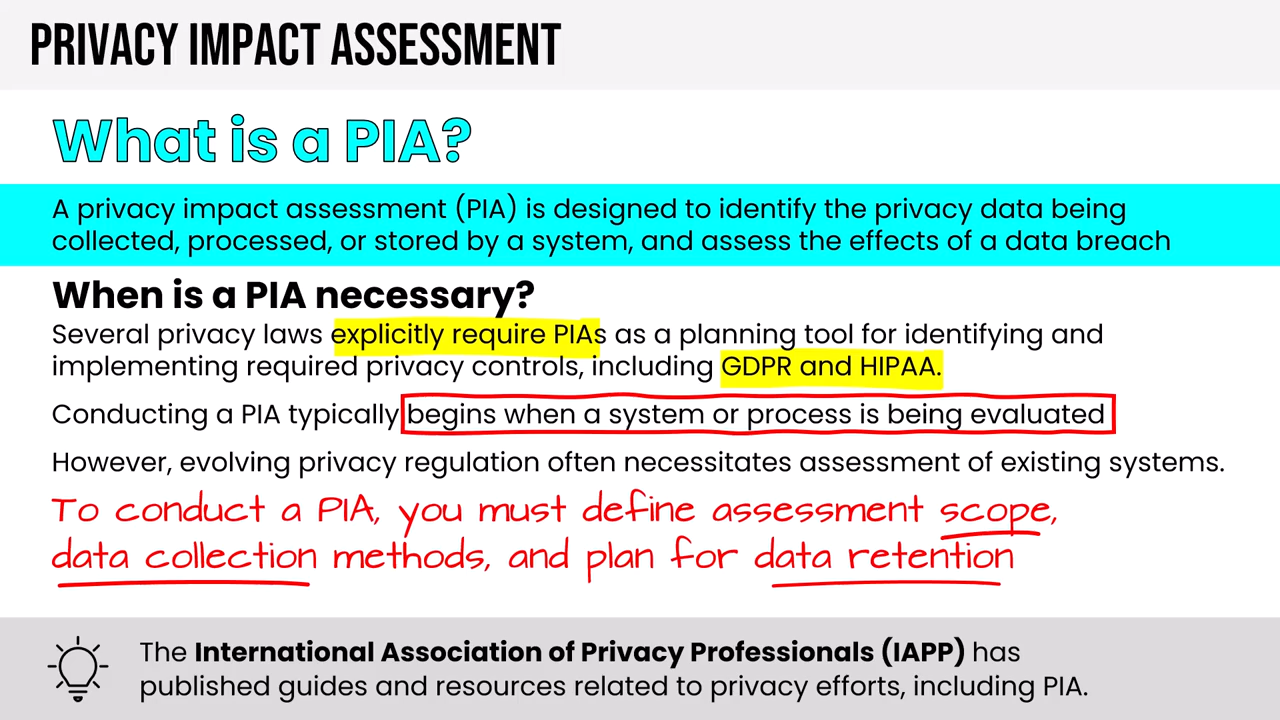 PRIVACY IMPACT ASSESSMENT
What is a PIA?
A privacy impact assessment (PIA) is designed to identify the privacy data being
collected, processed, or stored by a system, and assess the effects of a data breach
When is a PIA necessary?
Several privacy laws explicitly require PIAs as a planning tool for identifying and
implementing required privacy controls, including GDPR and HIPAA.
Conducting a PIA typically begins when a system or process is being evaluated
However, evolving privacy regulation often necessitates assessment of existing systems.
To conduct a PIA, you must define assessment scope,
data collection methods, and plan for data retention
The International Association of Privacy Professionals (IAPP) has
published guides and resources related to privacy efforts, including PIA.